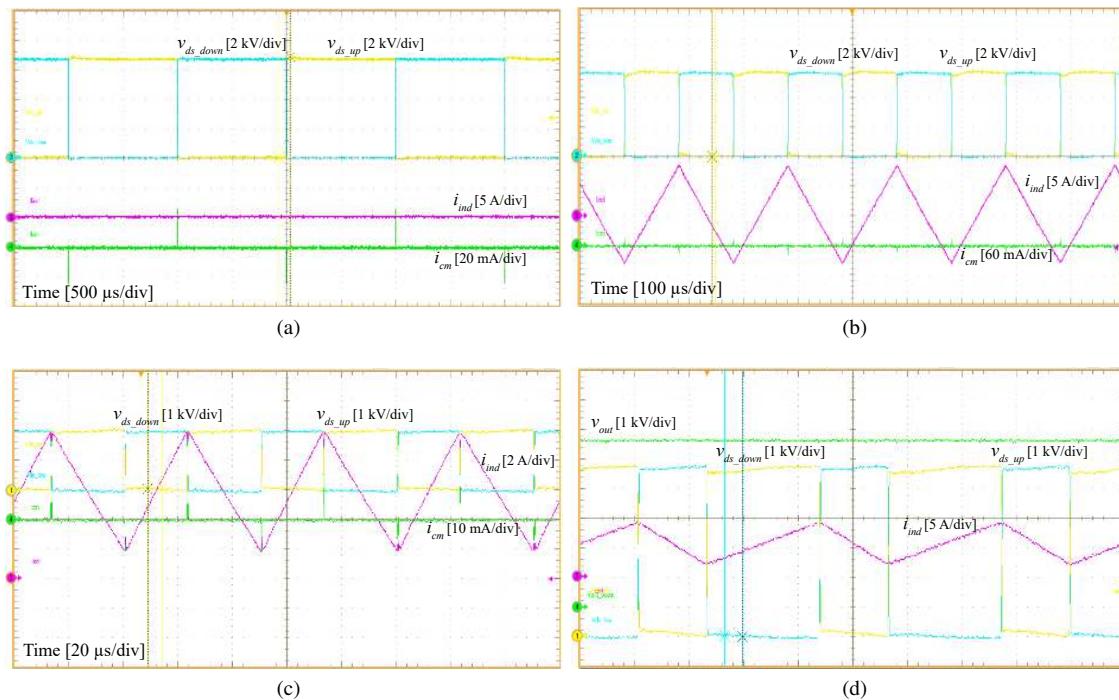 v_ds_down [2 kV/div] v_ds_up [2 kV/div]
i_ind [5 A/div]
i_cm [20 mA/div]
Time [500 µs/div]
(a)
v_ds_down [2 kV/div] v_ds_up [2 kV/div]
i_ind [5 A/div]
i_cm [60 mA/div]
Time [100 µs/div]
(b)
v_ds_down [1 kV/div] v_ds_up [1 kV/div]
i_ind [2 A/div]
i_cm [10 mA/div]
Time [20 µs/div]
(c)
v_out [1 kV/div]
v_ds_down [1 kV/div] v_ds_up [1 kV/div]
i_ind [5 A/div]
(d)